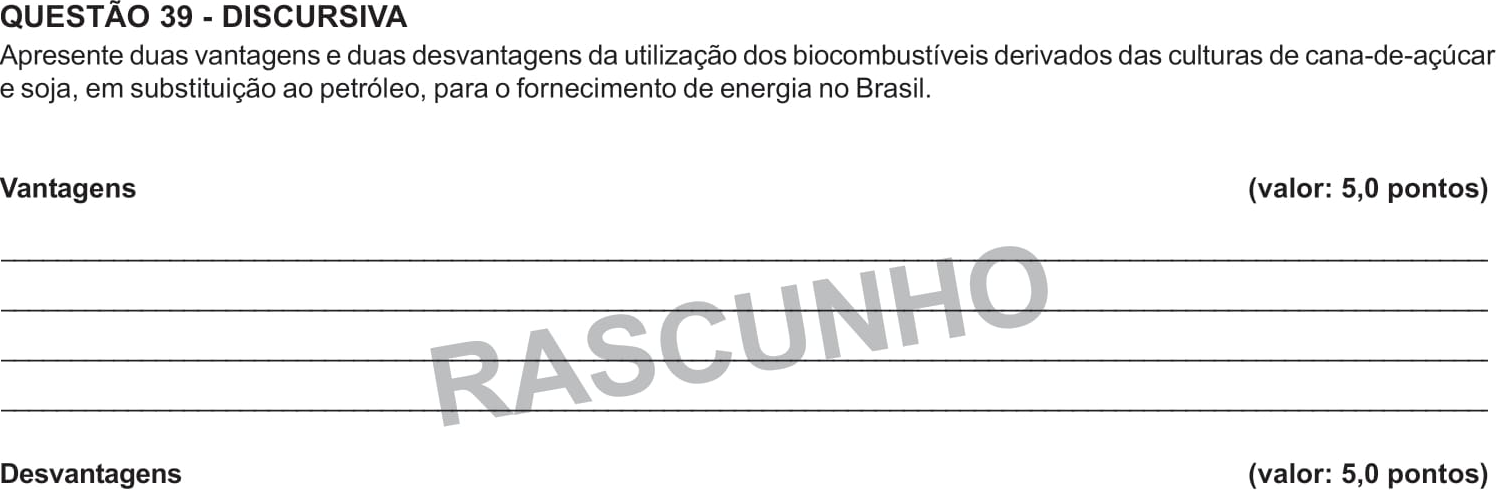 QUESTÃO 39 - DISCURSIVA
Apresente duas vantagens e duas desvantagens da utilização dos biocombustíveis derivados das culturas de cana-de-açúcar
e soja, em substituição ao petróleo, para o fornecimento de energia no Brasil.
Vantagens (valor: 5,0 pontos)
RASCUNHO
Desvantagens (valor: 5,0 pontos)